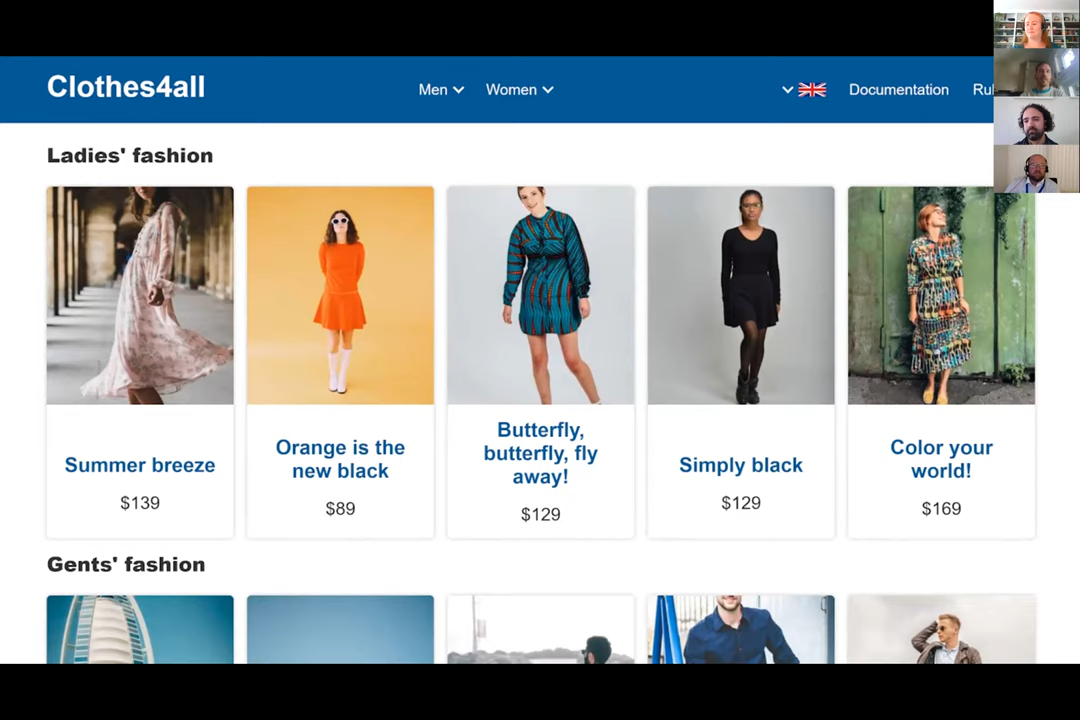 Clothes4all
Men
Women
Documentation
Ladies' fashion
Summer breeze
$139
Orange is the
new black
$89
Butterfly,
butterfly, fly
away!
$129
Simply black
$129
Color your
world!
$169
Gents' fashion